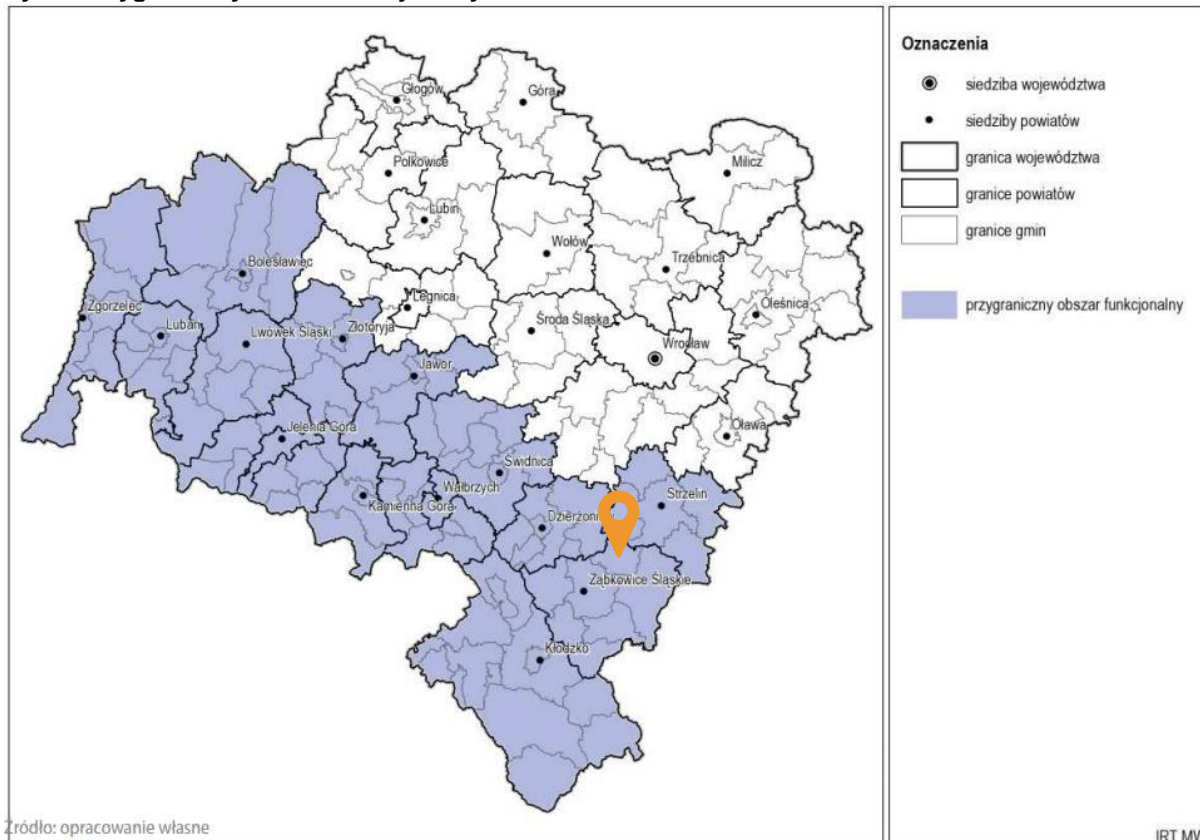 Oznaczenia
siedziba województwa
siedziby powiatów
granica województwa
granice powiatów
granice gmin
przygraniczny obszar funkcjonalny
Głogów
Góra
Polkowice
Milicz
Lubin
Wołów
Trzebnica
Bolesławiec
Legnica
Oleśnica
Zgorzelec
Lubań
Lwówek Śląski
Złotoryja
Środa Śląska
Wrocław
Jawor
Jelenia Góra
Oława
Świdnica
Wałbrzych
Kamienna Góra
Strzelin
Ząbkowice Śląskie
Kłodzko
Źródło: opracowanie własne